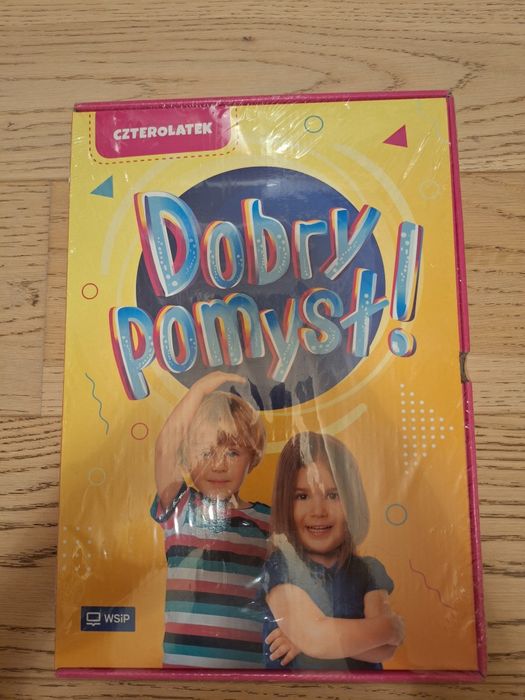 CZTEROLATEK
Dobry
pomysł!
WSiP